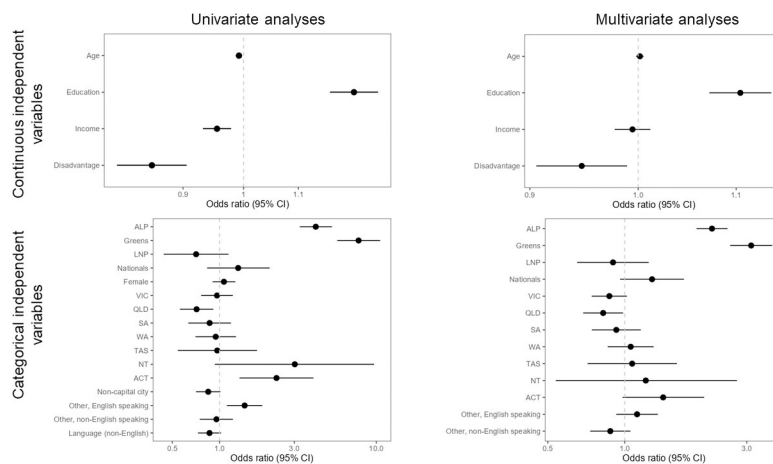 Univariate analyses
Multivariate analyses
Continuous independent
variables
Age
Education
Income
Disadvantage
0.9
1
1.1
Odds ratio (95% CI)
Age
Education
Income
Disadvantage
0.9
1.0
1.1
Odds ratio (95% CI)
Categorical independent
variables
ALP
Greens
LNP
Nationals
Female
VIC
QLD
SA
WA
TAS
NT
ACT
Non-capital city
Other, English speaking
Other, non-English speaking
Language (non-English)
0.5
1.0
3.0
10.0
Odds ratio (95% CI)
ALP
Greens
LNP
Nationals
VIC
QLD
SA
WA
TAS
NT
ACT
Other, English speaking
Other, non-English speaking
0.5
1.0
3.0
Odds ratio (95% CI)